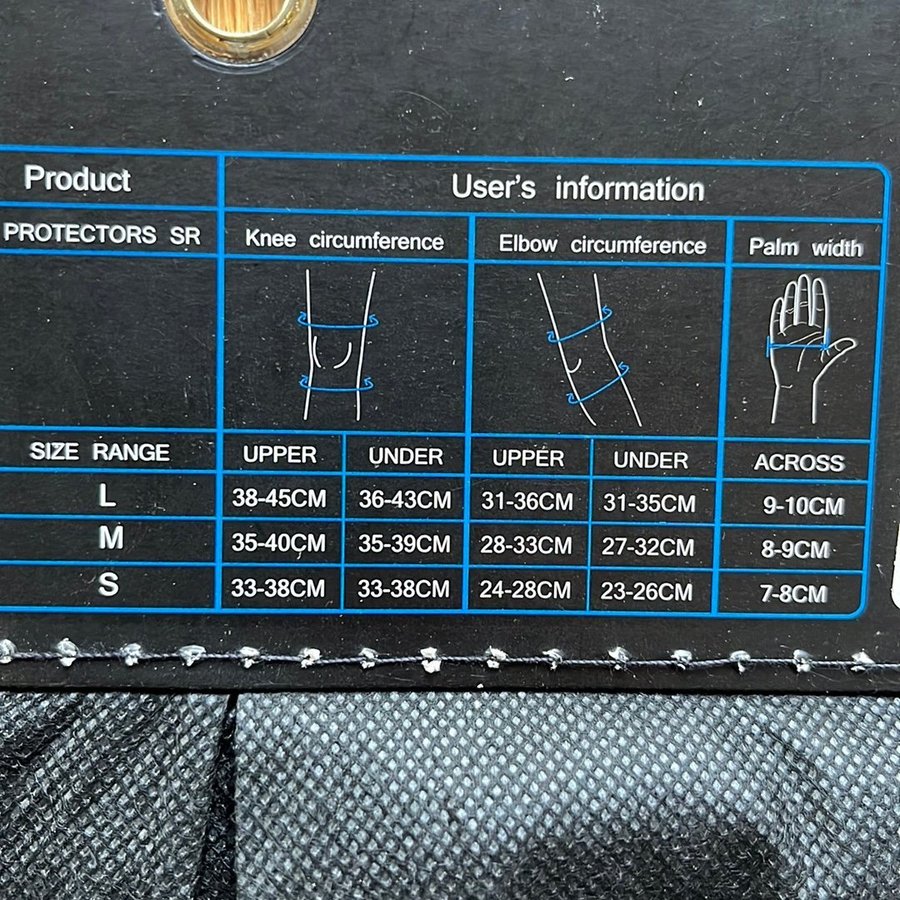 Product User's information
PROTECTORS SR Knee circumference Elbow circumference Palm width
SIZE RANGE UPPER UNDER UPPER UNDER ACROSS
L 38-45CM 36-43CM 31-36CM 31-35CM 9-10CM
M 35-40CM 35-39CM 28-33CM 27-32CM 8-9CM
S 33-38CM 33-38CM 24-28CM 23-26CM 7-8CM